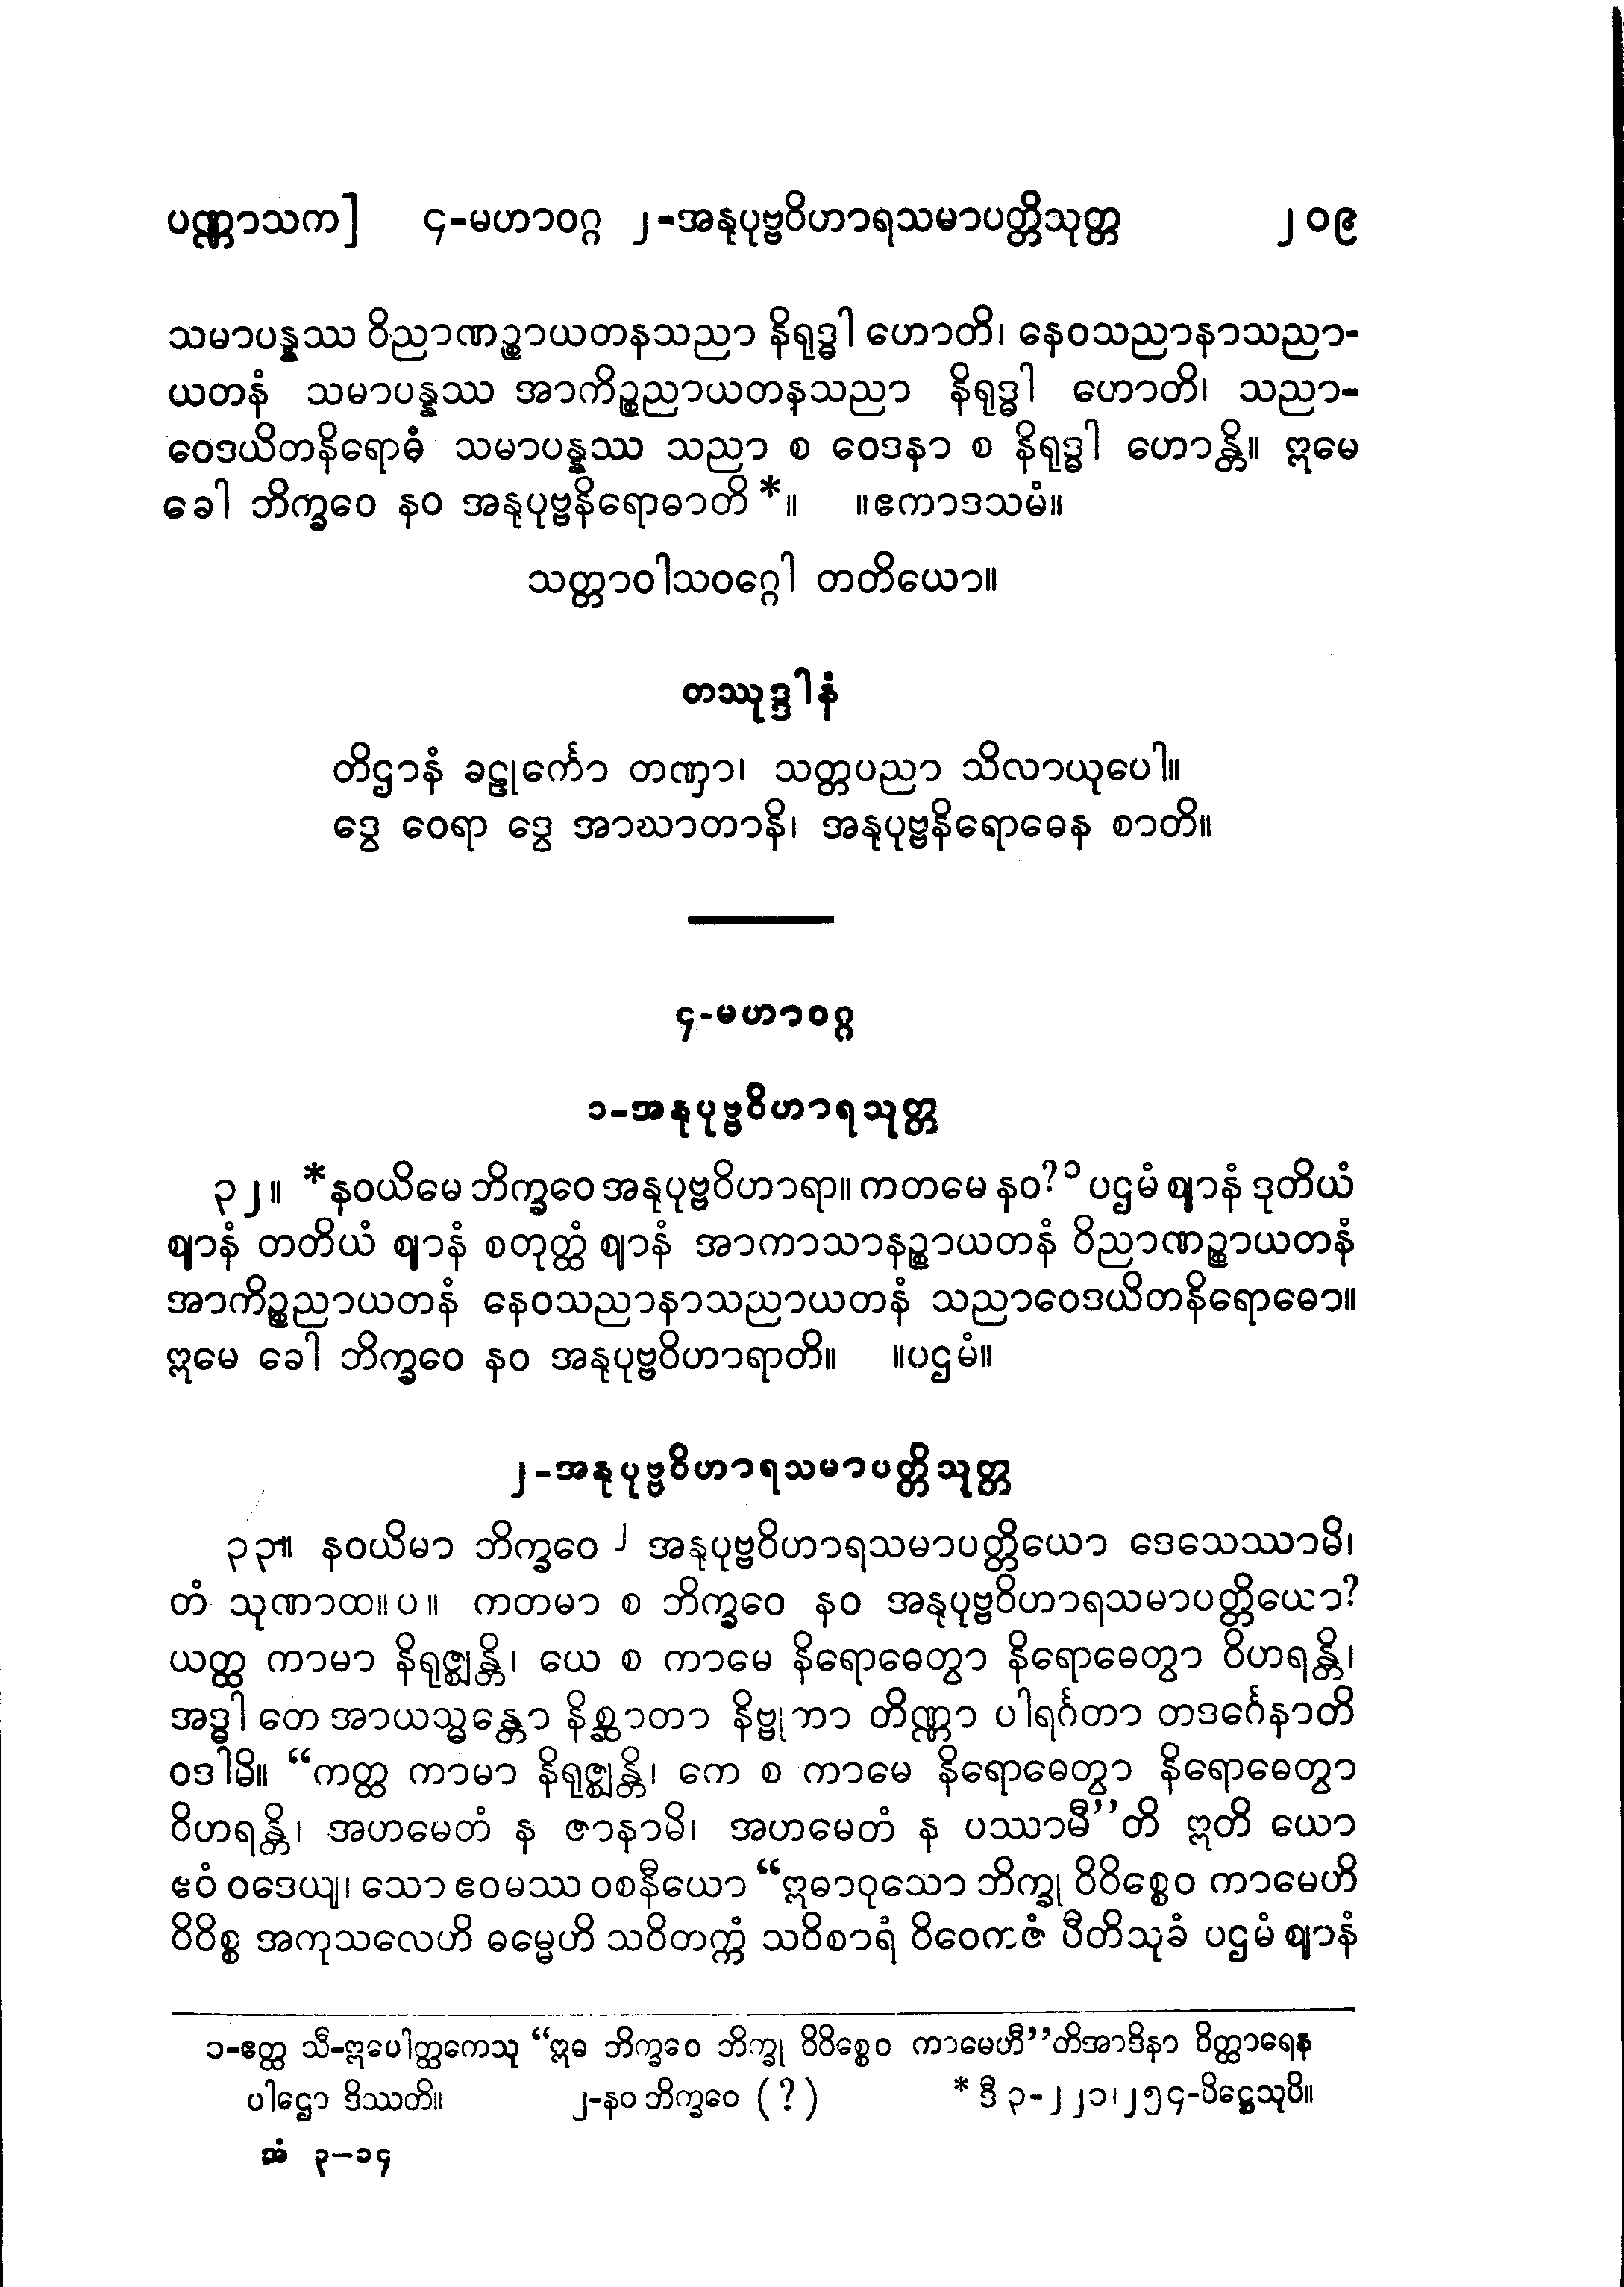 ပဏ္ဏာသက] ၄-မဟာဝဂ္ဂ ၂-အနုပုဗ္ဗဝိဟာရသမာပတ္တိသုတ္တ ၂၀၉
သမာပန္နဿ ဝိညာဏဉ္စာယတနသညာ နိရုဒ္ဓါ ဟောတိ၊ နေဝသညာနာသညာ-
ယတနံ သမာပန္နဿ အာကိဉ္စညာယတနသညာ နိရုဒ္ဓါ ဟောတိ၊ သညာ-
ဝေဒယိတနိရောဓံ သမာပန္နဿ သညာ စ ဝေဒနာ စ နိရုဒ္ဓါ ဟောန္တိ။ ဣမေ
ခေါ ဘိက္ခဝေ နဝ အနုပုဗ္ဗနိရောဓာတိ *။ ။ဧကာဒသမံ။
သတ္တာဝါသဝဂ္ဂေါ တတိယော။
တဿုဒ္ဒါနံ
တိဌာနံ ခဠုင်္ကော တဏှာ၊ သတ္တပညာ သိလာယုပေါ။
ဒွေ ဝေရာ ဒွေ အာဃာတာနိ၊ အနုပုဗ္ဗနိရောဓေန စာတိ။
၄-မဟာဝဂ္ဂ
၁-အနုပုဗ္ဗဝိဟာရသုတ္တ
၃၂။ *နဝယိမေ ဘိက္ခဝေ အနုပုဗ္ဗဝိဟာရာ။ ကတမေ နဝ?၁ ပဌမံ ဈာနံ ဒုတိယံ
ဈာနံ တတိယံ ဈာနံ စတုတ္ထံ ဈာနံ အာကာသာနဉ္စာယတနံ ဝိညာဏဉ္စာယတနံ
အာကိဉ္စညာယတနံ နေဝသညာနာသညာယတနံ သညာဝေဒယိတနိရောဓော။
ဣမေ ခေါ ဘိက္ခဝေ နဝ အနုပုဗ္ဗဝိဟာရာတိ။ ။ပဌမံ။
၂-အနုပုဗ္ဗဝိဟာရသမာပတ္တိသုတ္တ
၃၃။ နဝယိမာ ဘိက္ခဝေ ၂ အနုပုဗ္ဗဝိဟာရသမာပတ္တိယော ဒေသေဿာမိ၊
တံ သုဏာထ။ပ။ ကတမာ စ ဘိက္ခဝေ နဝ အနုပုဗ္ဗဝိဟာရသမာပတ္တိယော?
ယတ္ထ ကာမာ နိရုဇ္ဈန္တိ၊ ယေ စ ကာမေ နိရောဓေတွာ နိရောဓေတွာ ဝိဟရန္တိ၊
အဒ္ဓါ တေ အာယသ္မန္တော နိစ္ဆာတာ နိဗ္ဗုဘာ တိဏ္ဏာ ပါရင်္ဂတာ တဒင်္ဂေနာတိ
ဝဒါမိ။ “ကတ္ထ ကာမာ နိရုဇ္ဈန္တိ၊ ကေ စ ကာမေ နိရောဓေတွာ နိရောဓေတွာ
ဝိဟရန္တိ၊ အဟမေတံ န ဇာနာမိ၊ အဟမေတံ န ပဿာမီ”တိ ဣတိ ယော
ဧဝံ ဝဒေယျ၊ သော ဧဝမဿ ဝစနီယော “ဣဓာဝုသော ဘိက္ခု ဝိဝိစ္စေဝ ကာမေဟိ
ဝိဝိစ္စ အကုသလေဟိ ဓမ္မေဟိ သဝိတက္ကံ သဝိစာရံ ဝိဝေကဇံ ပီတိသုခံ ပဌမံ ဈာနံ
၁-ဧတ္ထ သီ-ဣပေါတ္ထကေသု “ဣဓ ဘိက္ခဝေ ဘိက္ခု ဝိဝိစ္စေဝ ကာမေဟီ”တိအာဒိနာ ဝိတ္ထာရေန
ပါဌော ဒိဿတိ။ ၂-နဝ ဘိက္ခဝေ (?) * ဒီ ၃-၂၂၁၊၂၅၄-ပိဋ္ဌေသုပိ။
အံ ၃-၁၄